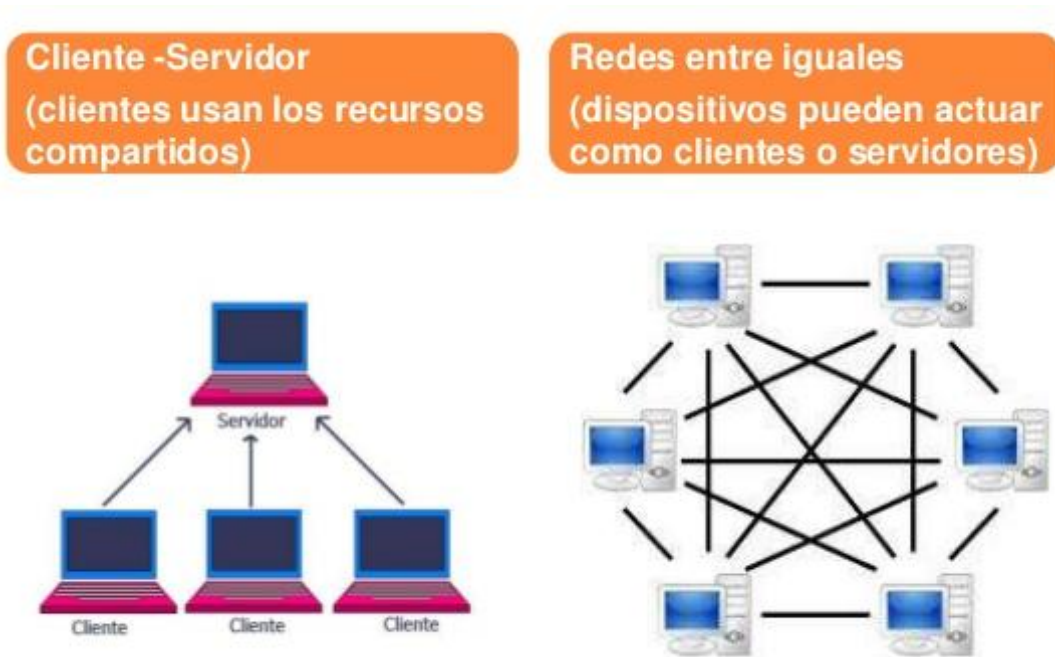 Cliente -Servidor
(clientes usan los recursos
compartidos)
Redes entre iguales
(dispositivos pueden actuar
como clientes o servidores)
Servidor
Cliente
Cliente
Cliente